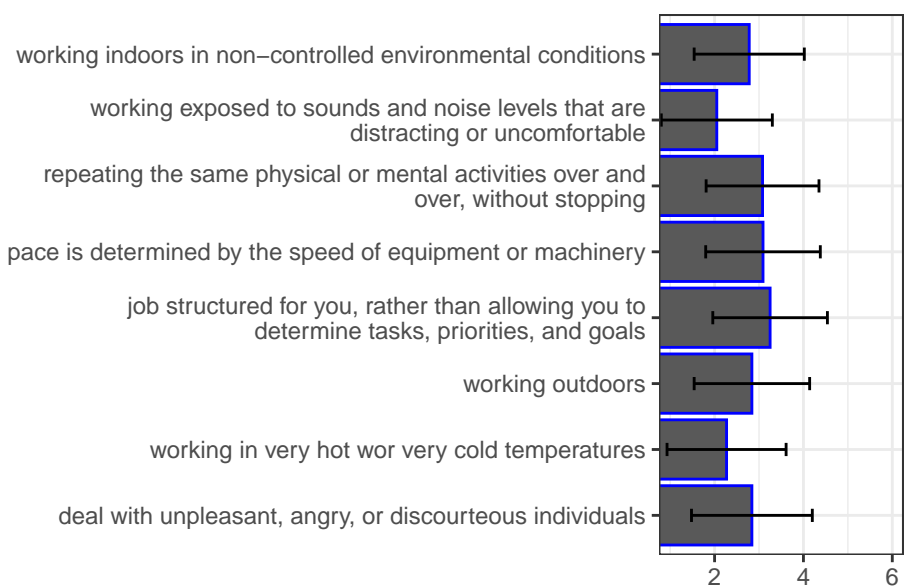 working indoors in non−controlled environmental conditions
working exposed to sounds and noise levels that are
distracting or uncomfortable
repeating the same physical or mental activities over and
over, without stopping
pace is determined by the speed of equipment or machinery
job structured for you, rather than allowing you to
determine tasks, priorities, and goals
working outdoors
working in very hot wor very cold temperatures
deal with unpleasant, angry, or discourteous individuals
2 4 6